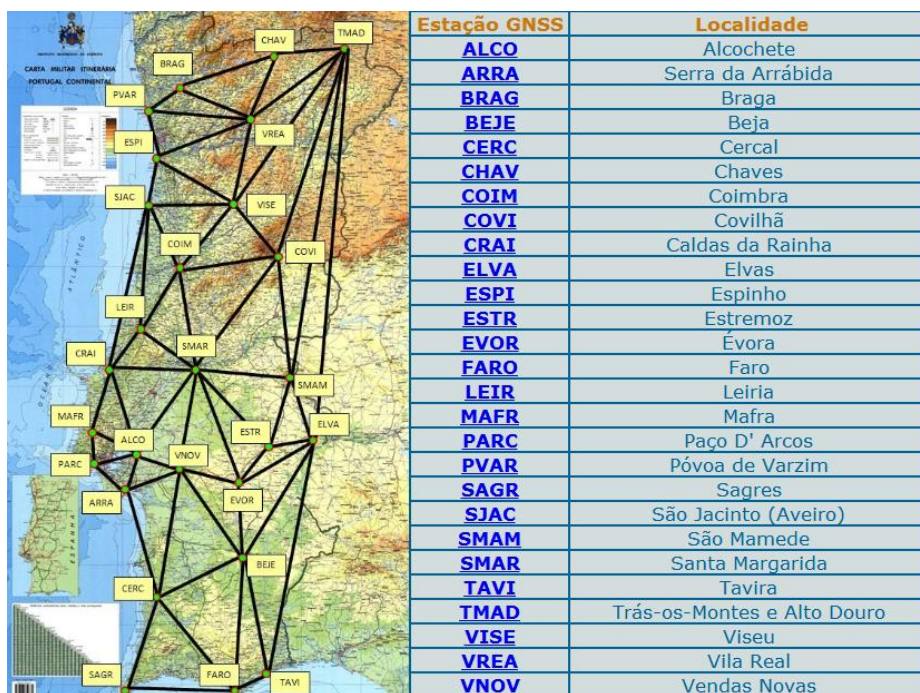 CARTA MILITAR ITINERÁRIA
PORTUGAL CONTINENTAL
TMAD
CHAV
BRAG
PVAR
VREA
ESPI
SJAC
VISE
COIM
COVI
ATLÂNTICO
LEIR
SMAR
CRAI
SMAM
OCEANO
MAFR
ALCO
ESTR
ELVA
VNOV
PARC
ARRA
EVOR
PORTUGAL
ESPANHA
BEJE
CERC
SAGR
FARO
TAVI
Estação GNSS Localidade
ALCO Alcochete
ARRA Serra da Arrábida
BRAG Braga
BEJE Beja
CERC Cercal
CHAV Chaves
COIM Coimbra
COVI Covilhã
CRAI Caldas da Rainha
ELVA Elvas
ESPI Espinho
ESTR Estremoz
EVOR Évora
FARO Faro
LEIR Leiria
MAFR Mafra
PARC Paço D' Arcos
PVAR Póvoa de Varzim
SAGR Sagres
SJAC São Jacinto (Aveiro)
SMAM São Mamede
SMAR Santa Margarida
TAVI Tavira
TMAD Trás-os-Montes e Alto Douro
VISE Viseu
VREA Vila Real
VNOV Vendas Novas